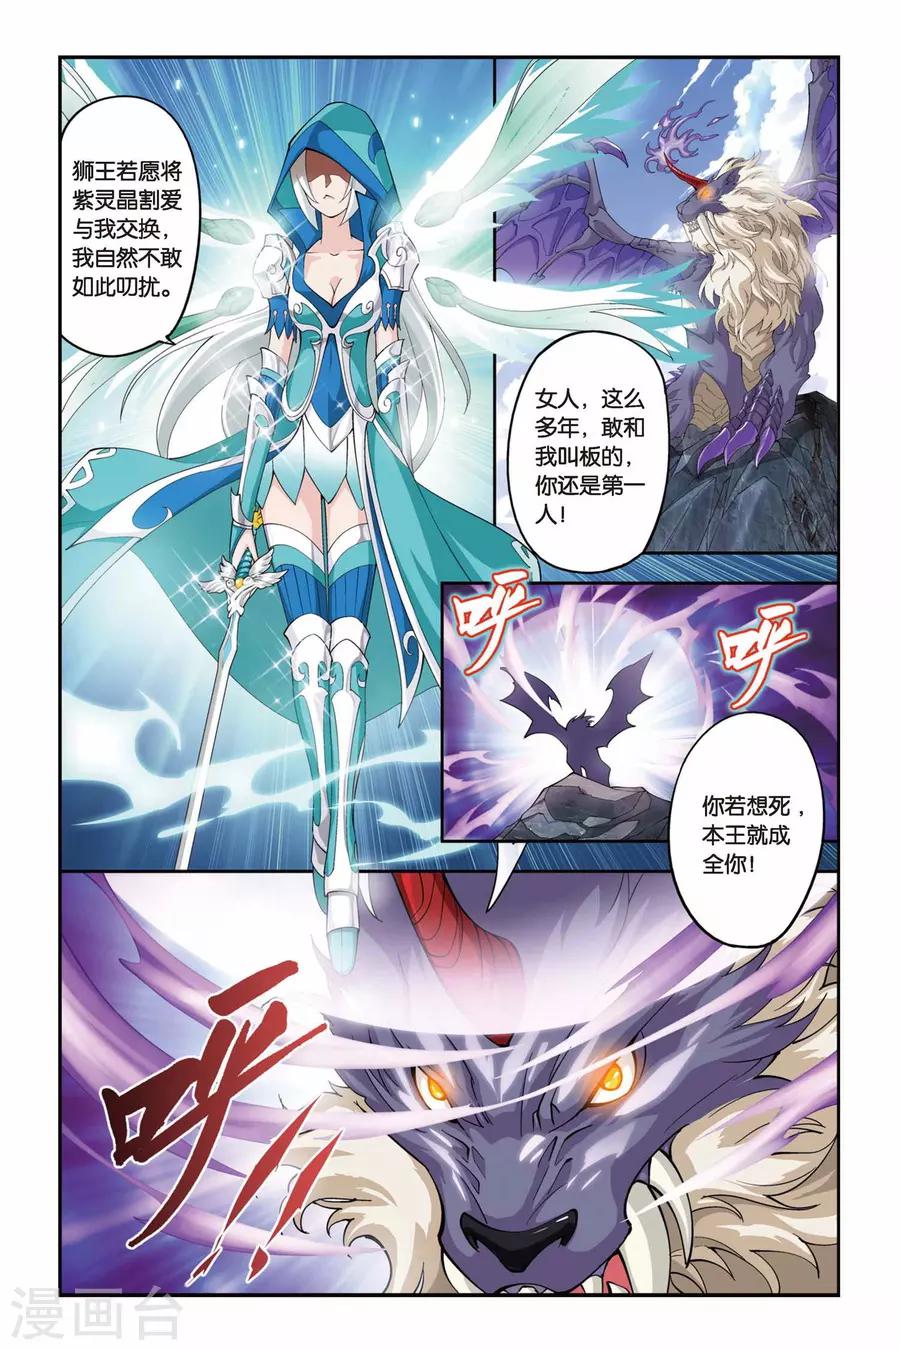 狮王若愿将
紫灵晶割爱
与我交换，
我自然不敢
如此叨扰。
女人，这么
多年，敢和
我叫板的，
你还是第一
人！
呼
呼
你若想死，
本王就成
全你！
呼!!
漫画台